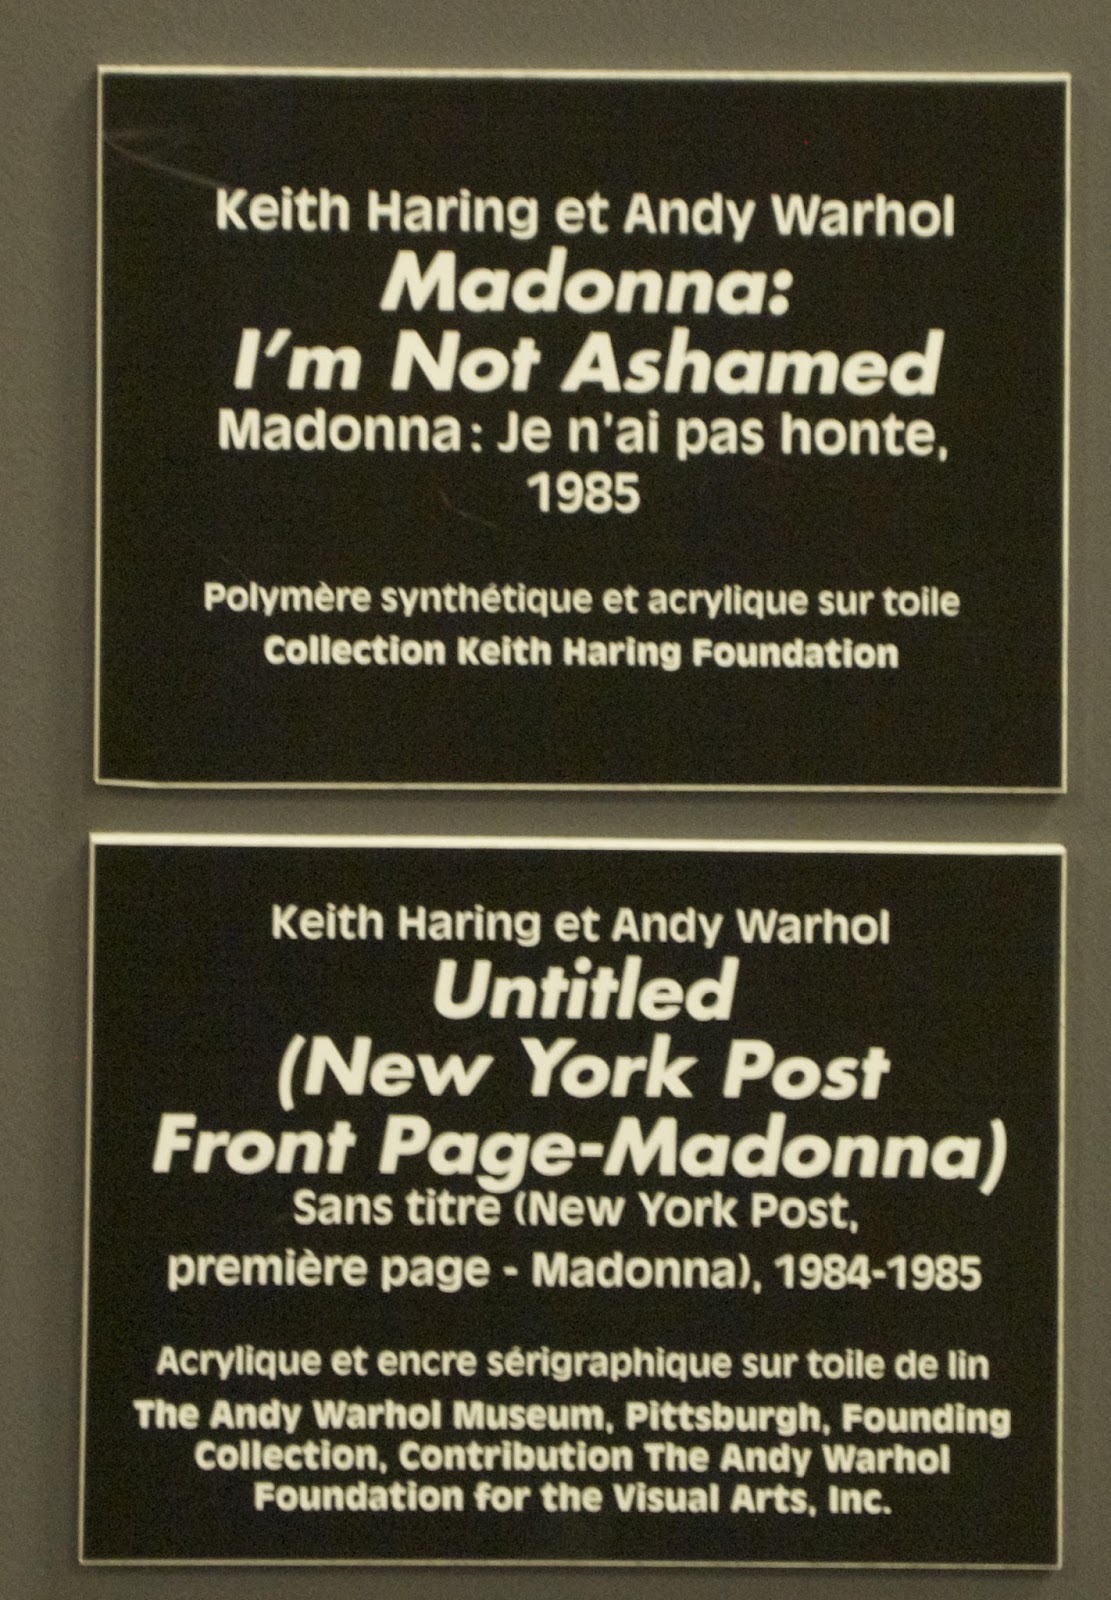 Keith Haring et Andy Warhol
Madonna:
I'm Not Ashamed
Madonna: Je n'ai pas honte,
1985
Polymère synthétique et acrylique sur toile
Collection Keith Haring Foundation
Keith Haring et Andy Warhol
Untitled
(New York Post
Front Page-Madonna)
Sans titre (New York Post,
première page - Madonna), 1984-1985
Acrylique et encre sérigraphique sur toile de lin
The Andy Warhol Museum, Pittsburgh, Founding
Collection, Contribution The Andy Warhol
Foundation for the Visual Arts, Inc.